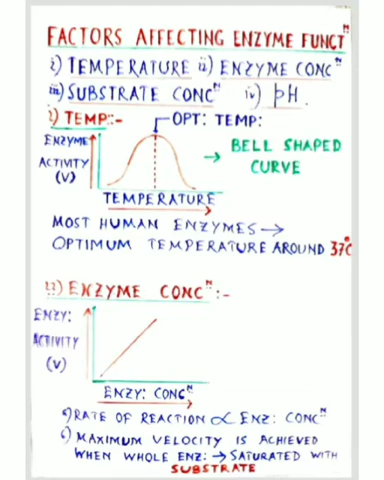 FACTORS AFFECTING ENZYME FUNCTᴺ
i) TEMPERATURE ii) ENZYME CONCᴺ
iii) SUBSTRATE CONCᴺ iv) pH.
i) TEMP::-
OPT: TEMP:
ENZYME
ACTIVITY
(V)
→ BELL SHAPED
CURVE
TEMPERATURE
MOST HUMAN ENZYMES →
OPTIMUM TEMPERATURE AROUND 37°C
ii) ENZYME CONCᴺ:-
ENZY:
ACTIVITY
(V)
ENZY: CONCᴺ
RATE OF REACTION ∝ ENZ: CONCᴺ
MAXIMUM VELOCITY IS ACHIEVED
WHEN WHOLE ENZ: → SATURATED WITH
SUBSTRATE